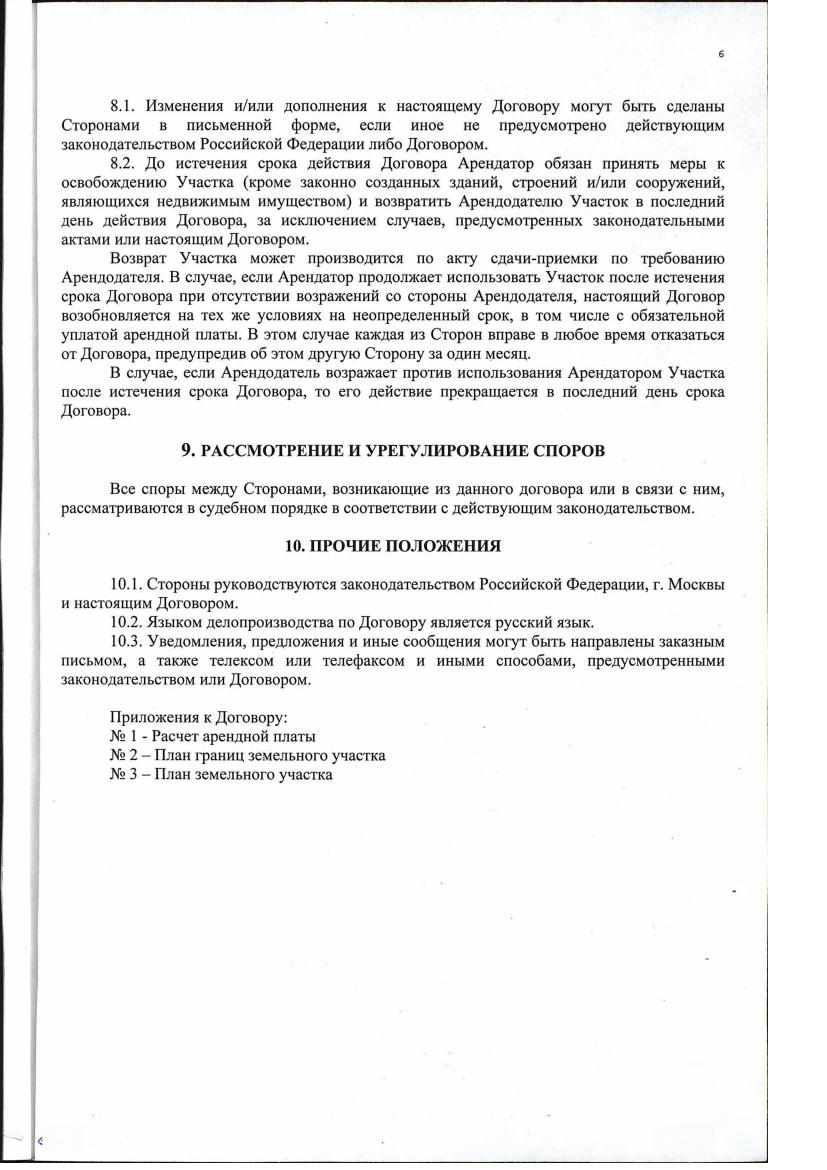 6
8.1. Изменения и/или дополнения к настоящему Договору могут быть сделаны
Сторонами в письменной форме, если иное не предусмотрено действующим
законодательством Российской Федерации либо Договором.
8.2. До истечения срока действия Договора Арендатор обязан принять меры к
освобождению Участка (кроме законно созданных зданий, строений и/или сооружений,
являющихся недвижимым имуществом) и возвратить Арендодателю Участок в последний
день действия Договора, за исключением случаев, предусмотренных законодательными
актами или настоящим Договором.
Возврат Участка может производится по акту сдачи-приемки по требованию
Арендодателя. В случае, если Арендатор продолжает использовать Участок после истечения
срока Договора при отсутствии возражений со стороны Арендодателя, настоящий Договор
возобновляется на тех же условиях на неопределенный срок, в том числе с обязательной
уплатой арендной платы. В этом случае каждая из Сторон вправе в любое время отказаться
от Договора, предупредив об этом другую Сторону за один месяц.
В случае, если Арендодатель возражает против использования Арендатором Участка
после истечения срока Договора, то его действие прекращается в последний день срока
Договора.
9. РАССМОТРЕНИЕ И УРЕГУЛИРОВАНИЕ СПОРОВ
Все споры между Сторонами, возникающие из данного договора или в связи с ним,
рассматриваются в судебном порядке в соответствии с действующим законодательством.
10. ПРОЧИЕ ПОЛОЖЕНИЯ
10.1. Стороны руководствуются законодательством Российской Федерации, г. Москвы
и настоящим Договором.
10.2. Языком делопроизводства по Договору является русский язык.
10.3. Уведомления, предложения и иные сообщения могут быть направлены заказным
письмом, а также телексом или телефаксом и иными способами, предусмотренными
законодательством или Договором.
Приложения к Договору:
№ 1 - Расчет арендной платы
№ 2 – План границ земельного участка
№ 3 – План земельного участка